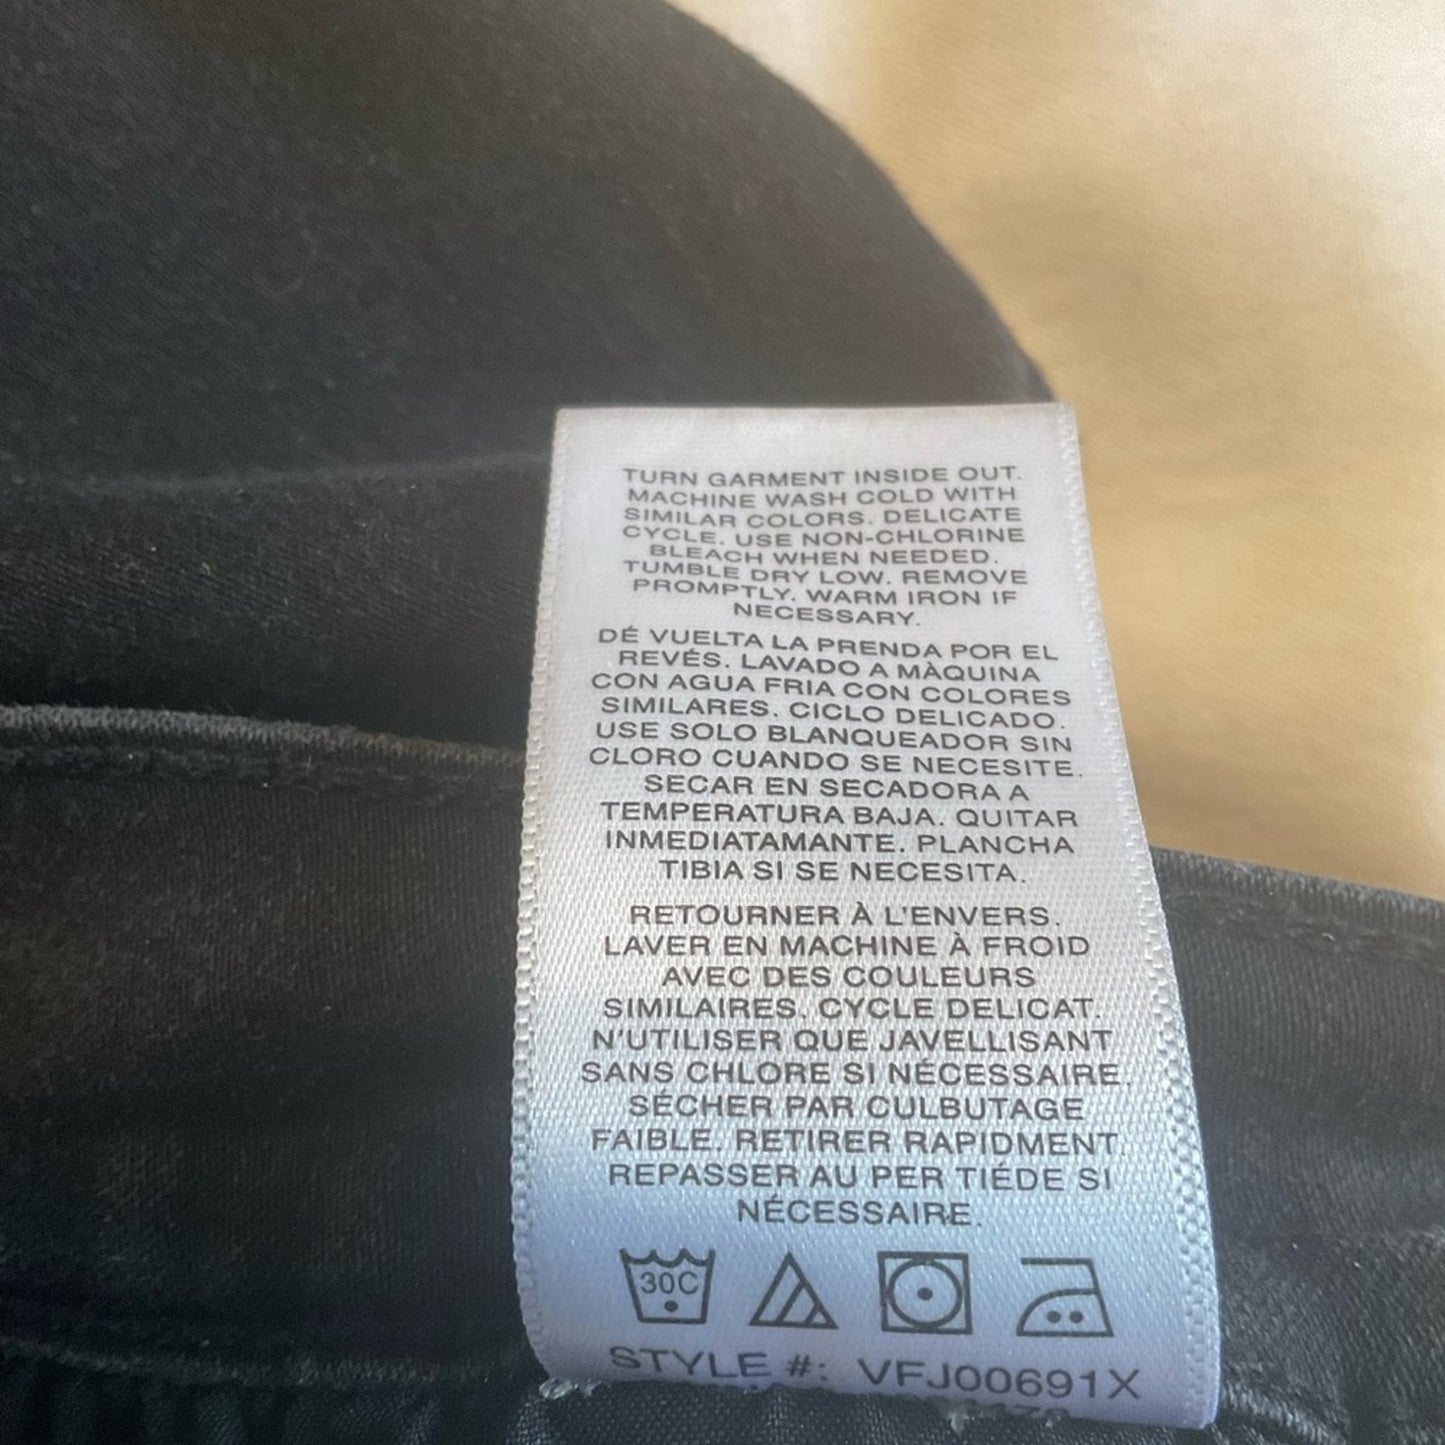 TURN GARMENT INSIDE OUT.
MACHINE WASH COLD WITH
SIMILAR COLORS. DELICATE
CYCLE. USE NON-CHLORINE
BLEACH WHEN NEEDED.
TUMBLE DRY LOW. REMOVE
PROMPTLY. WARM IRON IF
NECESSARY.
DÉ VUELTA LA PRENDA POR EL
REVÉS. LAVADO A MÀQUINA
CON AGUA FRIA CON COLORES
SIMILARES. CICLO DELICADO.
USE SOLO BLANQUEADOR SIN
CLORO CUANDO SE NECESITE.
SECAR EN SECADORA A
TEMPERATURA BAJA. QUITAR
INMEDIATAMANTE. PLANCHA
TIBIA SI SE NECESITA.
RETOURNER À L'ENVERS.
LAVER EN MACHINE À FROID
AVEC DES COULEURS
SIMILAIRES. CYCLE DELICAT.
N'UTILISER QUE JAVELLISANT
SANS CHLORE SI NÉCESSAIRE.
SÉCHER PAR CULBUTAGE
FAIBLE. RETIRER RAPIDMENT.
REPASSER AU PER TIÉDE SI
NÉCESSAIRE.
30C
STYLE #: VFJ00691X